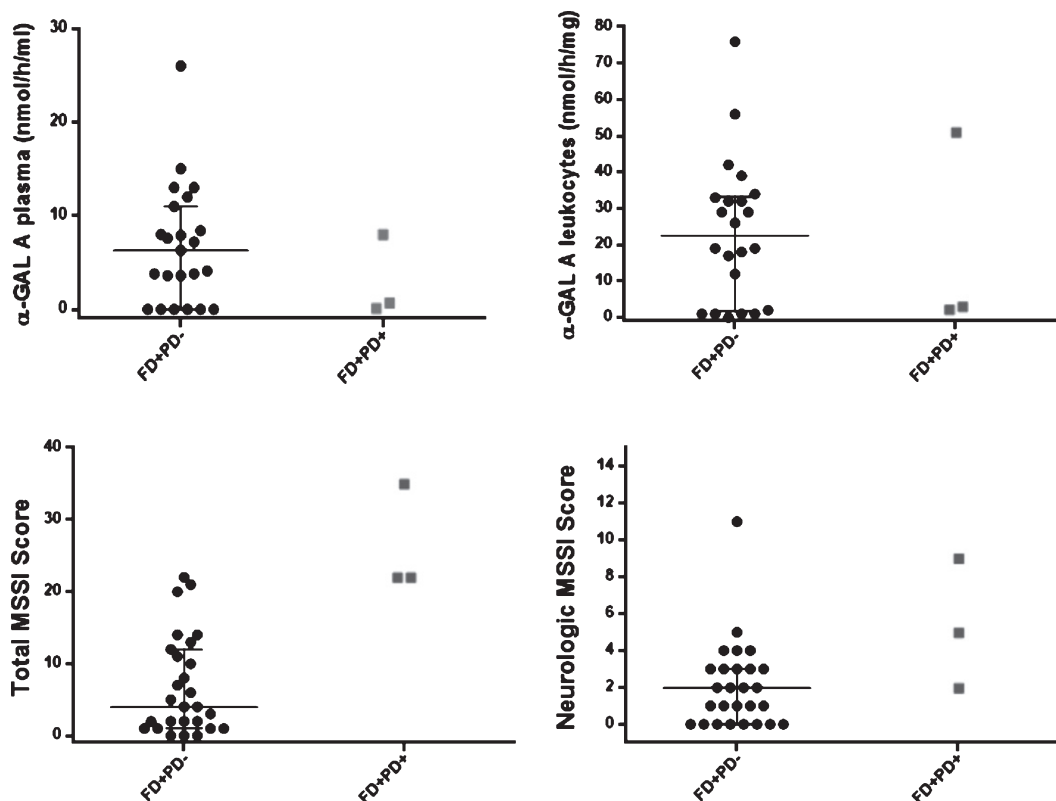 α-GAL A plasma (nmol/h/ml)
30
20
10
0
FD+PD-
FD+PD+
α-GAL A leukocytes (nmol/h/mg)
80
70
60
50
40
30
20
10
0
FD+PD-
FD+PD+
Total MSSI Score
40
30
20
10
0
FD+PD-
FD+PD+
Neurologic MSSI Score
14
12
10
8
6
4
2
0
FD+PD-
FD+PD+